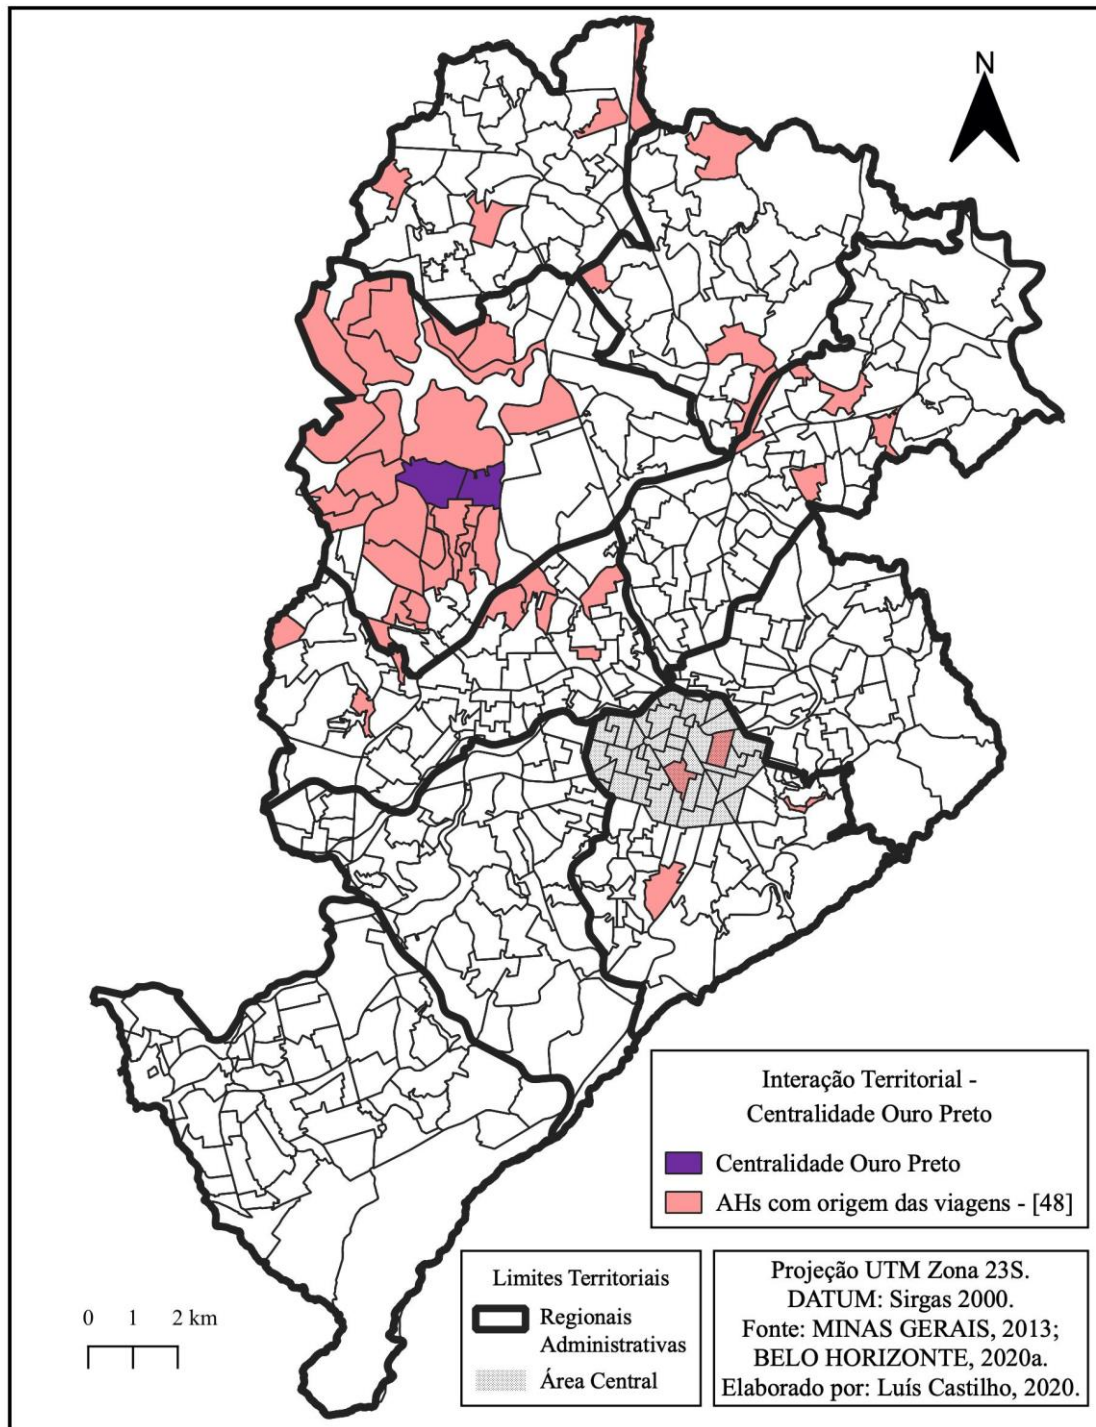 N
Interação Territorial -
Centralidade Ouro Preto
Centralidade Ouro Preto
AHs com origem das viagens - [48]
Limites Territoriais
Regionais
Administrativas
Área Central
Projeção UTM Zona 23S.
DATUM: Sirgas 2000.
Fonte: MINAS GERAIS, 2013;
BELO HORIZONTE, 2020a.
Elaborado por: Luís Castilho, 2020.
0 1 2 km